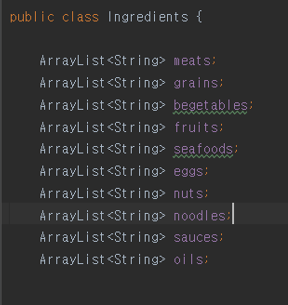 public class Ingredients {
ArrayList<String> meats;
ArrayList<String> grains;
ArrayList<String> begetables;
ArrayList<String> fruits;
ArrayList<String> seafoods;
ArrayList<String> eggs;
ArrayList<String> nuts;
ArrayList<String> noodles;
ArrayList<String> sauces;
ArrayList<String> oils;